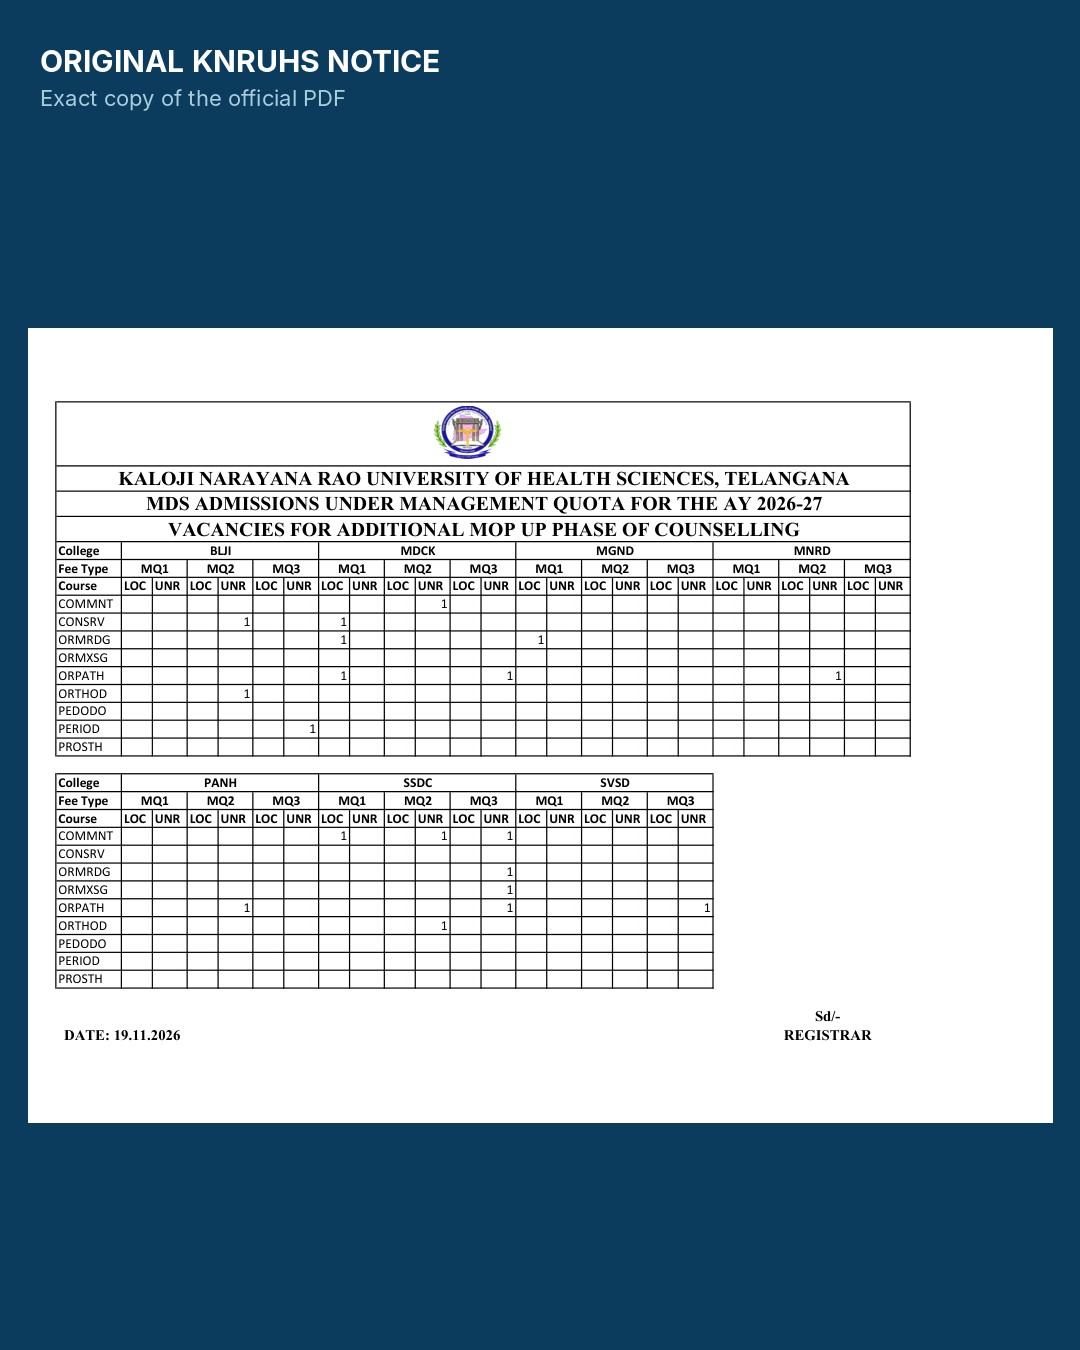 ORIGINAL KNRUHS NOTICE
Exact copy of the official PDF
KALOJI NARAYANA RAO UNIVERSITY OF HEALTH SCIENCES, TELANGANA
MDS ADMISSIONS UNDER MANAGEMENT QUOTA FOR THE AY 2026-27
VACANCIES FOR ADDITIONAL MOP UP PHASE OF COUNSELLING
College BLJI MDCK MGND MNRD
Fee Type MQ1 MQ2 MQ3 MQ1 MQ2 MQ3 MQ1 MQ2 MQ3 MQ1 MQ2 MQ3
Course LOC UNR LOC UNR LOC UNR LOC UNR LOC UNR LOC UNR LOC UNR LOC UNR LOC UNR LOC UNR LOC UNR LOC UNR
COMMNT 1
CONSRV 1 1
ORMRDG 1 1
ORMXSG
ORPATH 1 1 1
ORTHOD 1
PEDODO
PERIOD 1
PROSTH
College PANH SSDC SVSD
Fee Type MQ1 MQ2 MQ3 MQ1 MQ2 MQ3 MQ1 MQ2 MQ3
Course LOC UNR LOC UNR LOC UNR LOC UNR LOC UNR LOC UNR LOC UNR LOC UNR LOC UNR
COMMNT 1 1 1
CONSRV
ORMRDG 1
ORMXSG 1
ORPATH 1 1 1
ORTHOD 1
PEDODO
PERIOD
PROSTH
Sd/-
DATE: 19.11.2026 REGISTRAR